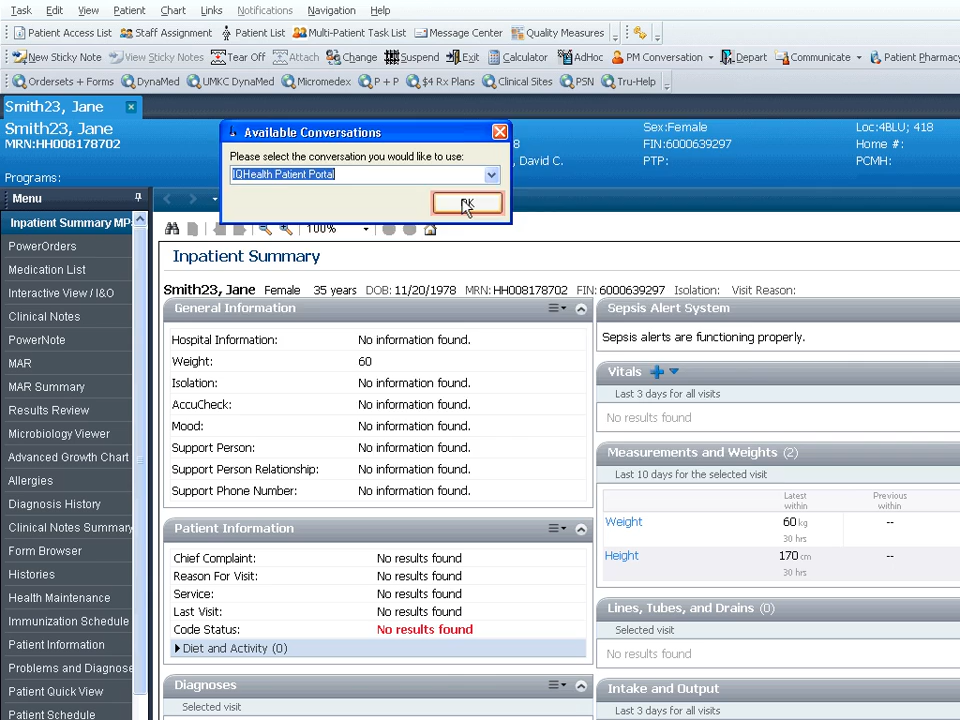 Task Edit View Patient Chart Links Notifications Navigation Help
Patient Access List Staff Assignment Patient List Multi-Patient Task List Message Center Quality Measures
New Sticky Note View Sticky Notes Tear Off Attach Change Suspend Exit Calculator AdHoc PM Conversation Depart Communicate Patient Pharmacy
Ordersets + Forms DynaMed UMKC DynaMed Micromedex P + P $4 Rx Plans Clinical Sites PSN Tru-Help
Smith23, Jane
Smith23, Jane
MRN:HH008178702
Programs:
Available Conversations
Please select the conversation you would like to use:
IQHealth Patient Portal
Sex:Female
FIN:6000639297
David C.
PTP:
Loc:4BLU; 418
Home #:
PCMH:
Menu
Inpatient Summary MP
PowerOrders
Medication List
Interactive View / I&O
Clinical Notes
PowerNote
MAR
MAR Summary
Results Review
Microbiology Viewer
Advanced Growth Chart
Allergies
Diagnosis History
Clinical Notes Summary
Form Browser
Histories
Health Maintenance
Immunization Schedule
Patient Information
Problems and Diagnose
Patient Quick View
Patient Schedule
100%
Inpatient Summary
Smith23, Jane Female 35 years DOB: 11/20/1978 MRN: HH008178702 FIN: 6000639297 Isolation: Visit Reason:
General Information
Hospital Information: No information found.
Weight: 60
Isolation: No information found.
AccuCheck: No information found.
Mood: No information found.
Support Person: No information found.
Support Person Relationship: No information found.
Support Phone Number: No information found.
Patient Information
Chief Complaint: No results found
Reason For Visit: No results found
Service: No results found
Last Visit: No results found
Code Status: No results found
Diet and Activity (0)
Diagnoses
Selected visit
Sepsis Alert System
Sepsis alerts are functioning properly.
Vitals
Last 3 days for all visits
No results found
Measurements and Weights (2)
Last 10 days for the selected visit
Latest within Previous within
Weight 60 kg --
30 hrs
Height 170 cm --
30 hrs
Lines, Tubes, and Drains (0)
Selected visit
No results found
Intake and Output
Last 3 days for all visits